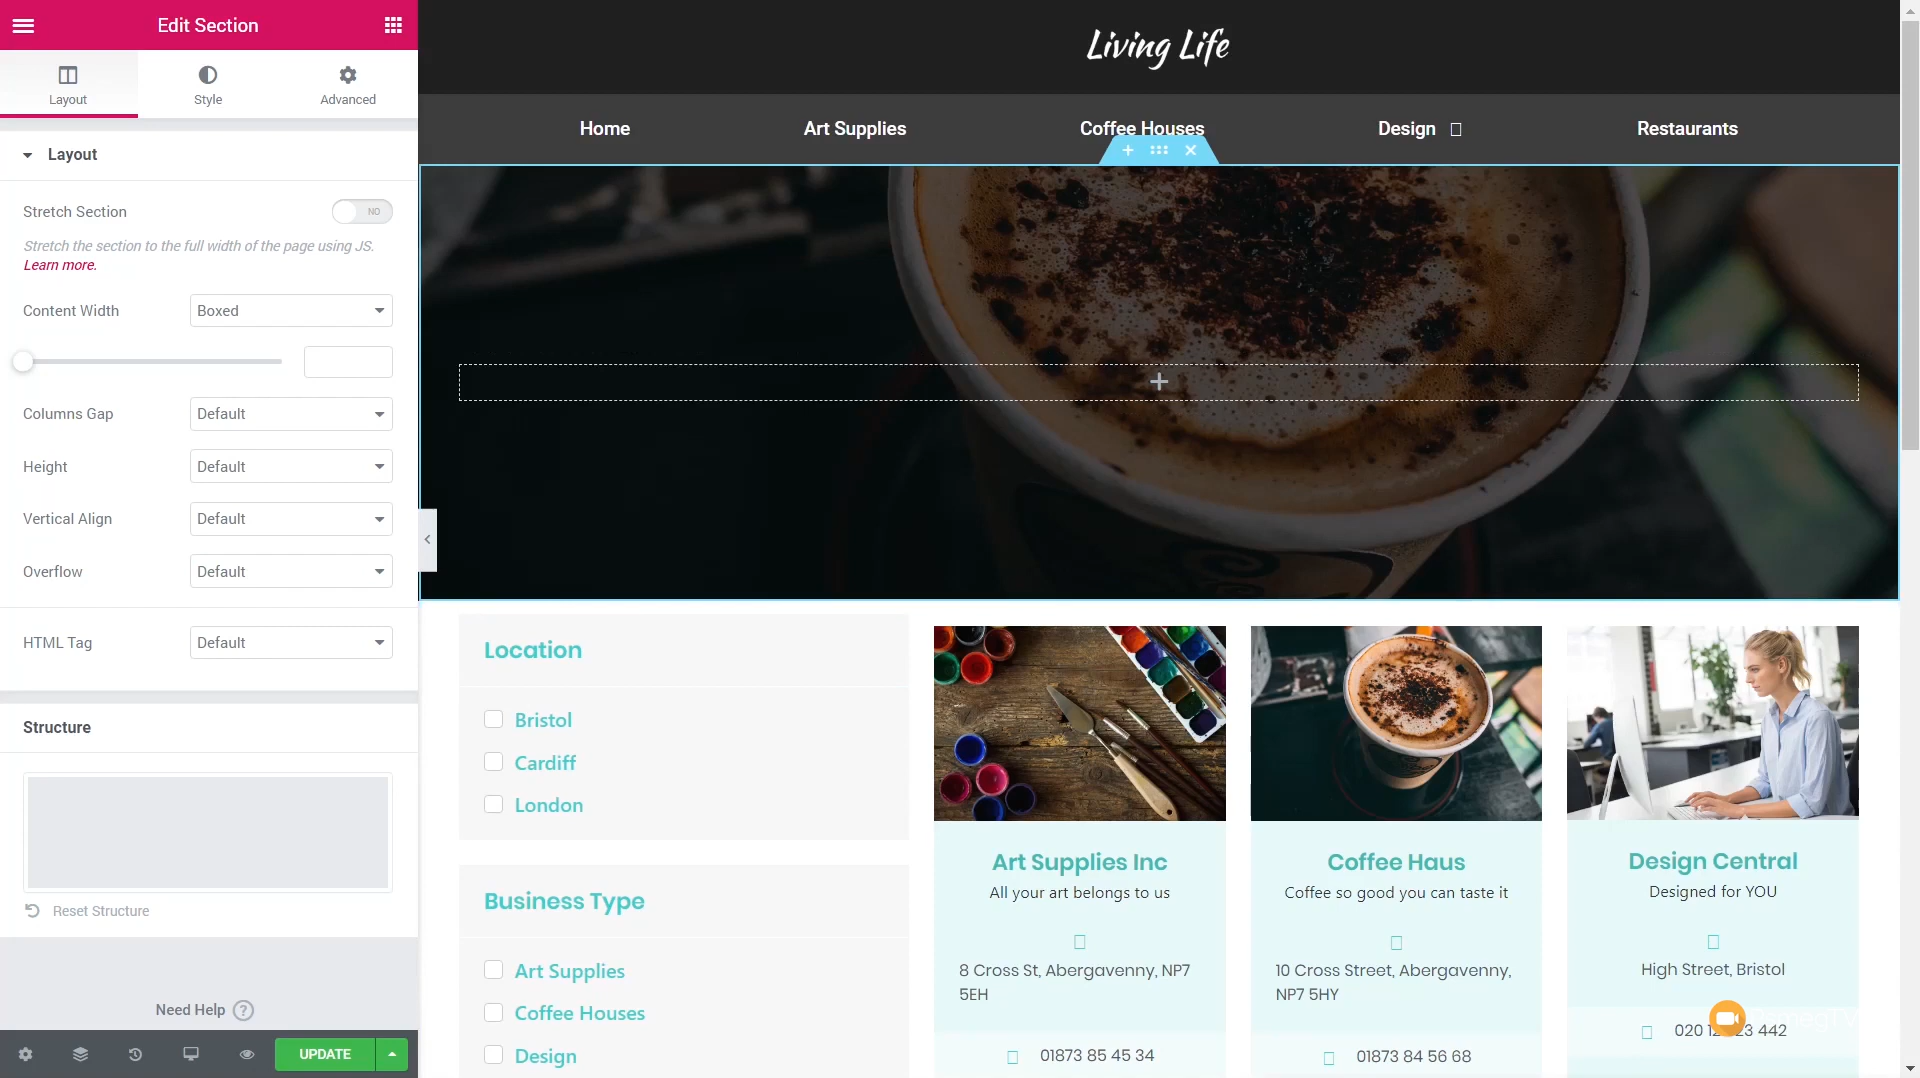 Edit Section
Living Life
Layout
Style
Advanced
Home
Art Supplies
Coffee Houses
Design
Restaurants
Layout
Stretch Section
NO
Stretch the section to the full width of the page using JS.
Learn more.
Content Width
Boxed
Columns Gap
Default
Height
Default
Vertical Align
Default
Overflow
Default
HTML Tag
Default
Structure
Reset Structure
Need Help
UPDATE
Location
Bristol
Cardiff
London
Business Type
Art Supplies
Coffee Houses
Design
Art Supplies Inc
All your art belongs to us
8 Cross St, Abergavenny, NP7
5EH
01873 85 45 34
Coffee Haus
Coffee so good you can taste it
10 Cross Street, Abergavenny,
NP7 5HY
01873 84 56 68
Design Central
Designed for YOU
High Street, Bristol
442